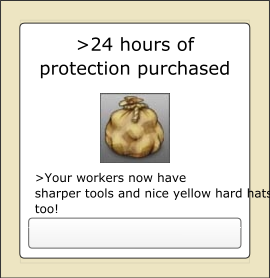 >24 hours of
protection purchased
>Your workers now have
sharper tools and nice yellow hard hats
too!